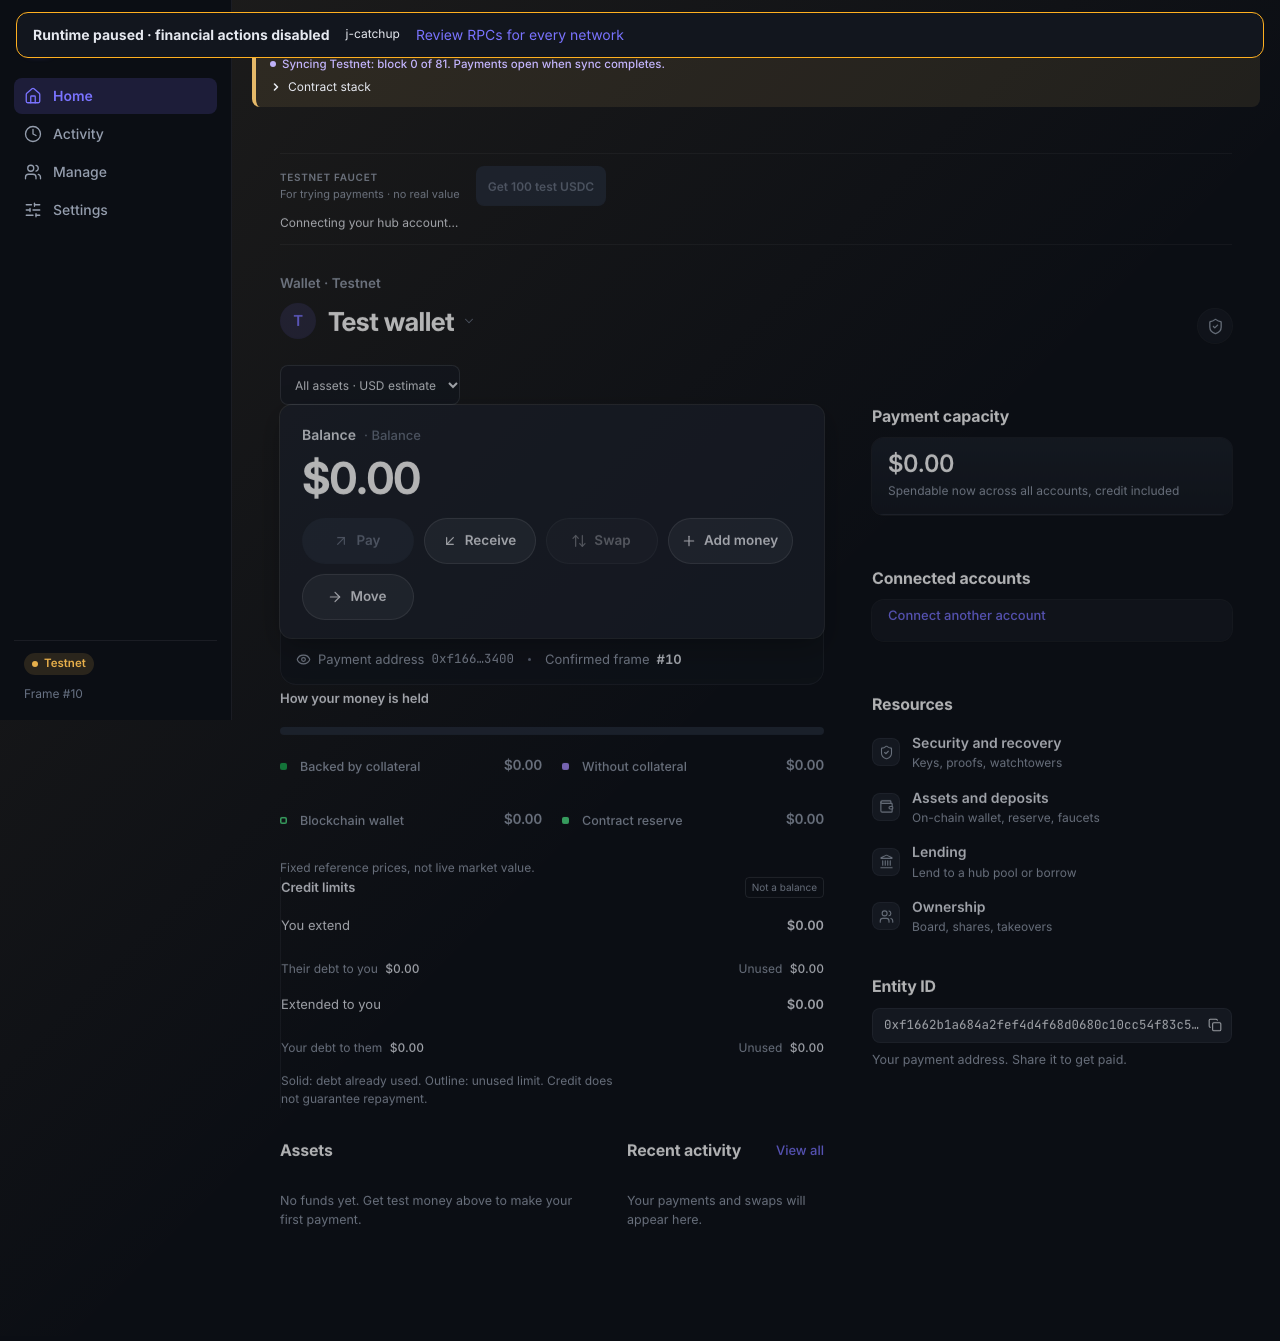 Runtime paused · financial actions disabled j-catchup Review RPCs for every network
Syncing Testnet: block 0 of 81. Payments open when sync completes.
Contract stack
Home
Activity
Manage
Settings
Testnet
Frame #10
TESTNET FAUCET
For trying payments · no real value
Get 100 test USDC
Connecting your hub account...
Wallet · Testnet
T Test wallet
All assets · USD estimate
Balance · Balance
$0.00
Pay Receive Swap Add money
Move
Payment address 0xf166…3400 • Confirmed frame #10
How your money is held
Backed by collateral $0.00 Without collateral $0.00
Blockchain wallet $0.00 Contract reserve $0.00
Fixed reference prices, not live market value.
Credit limits Not a balance
You extend $0.00
Their debt to you $0.00 Unused $0.00
Extended to you $0.00
Your debt to them $0.00 Unused $0.00
Solid: debt already used. Outline: unused limit. Credit does
not guarantee repayment.
Assets
No funds yet. Get test money above to make your
first payment.
Recent activity View all
Your payments and swaps will
appear here.
Payment capacity
$0.00
Spendable now across all accounts, credit included
Connected accounts
Connect another account
Resources
Security and recovery
Keys, proofs, watchtowers
Assets and deposits
On-chain wallet, reserve, faucets
Lending
Lend to a hub pool or borrow
Ownership
Board, shares, takeovers
Entity ID
0xf1662b1a684a2fef4d4f68d0680c10cc54f83c5…
Your payment address. Share it to get paid.